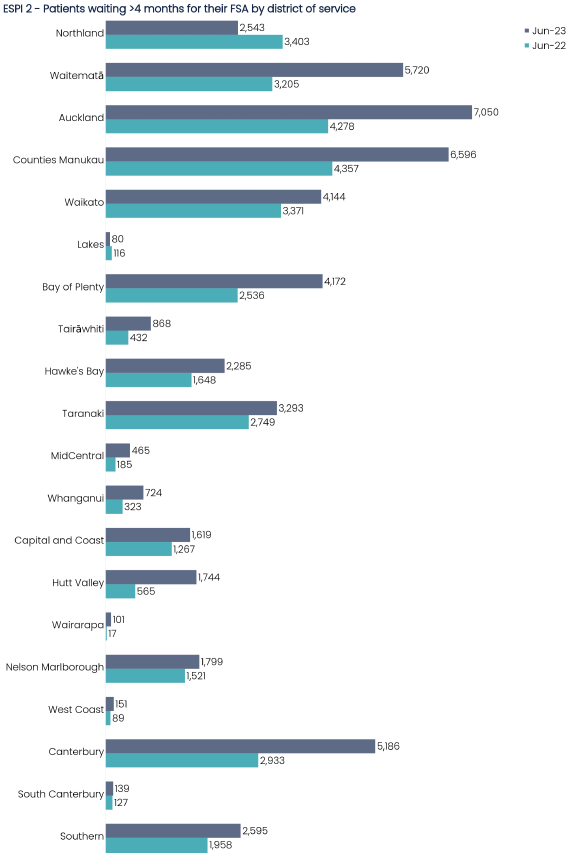 ESPI 2 - Patients waiting >4 months for their FSA by district of service
Jun-23
Jun-22
Northland
2,543
3,403
Waitematā
5,720
3,205
Auckland
7,050
4,278
Counties Manukau
6,596
4,357
Waikato
4,144
3,371
Lakes
80
116
Bay of Plenty
4,172
2,536
Tairāwhiti
868
432
Hawke's Bay
2,285
1,648
Taranaki
3,293
2,749
MidCentral
465
185
Whanganui
724
323
Capital and Coast
1,619
1,267
Hutt Valley
1,744
565
Wairarapa
101
17
Nelson Marlborough
1,799
1,521
West Coast
151
89
Canterbury
5,186
2,933
South Canterbury
139
127
Southern
2,595
1,958